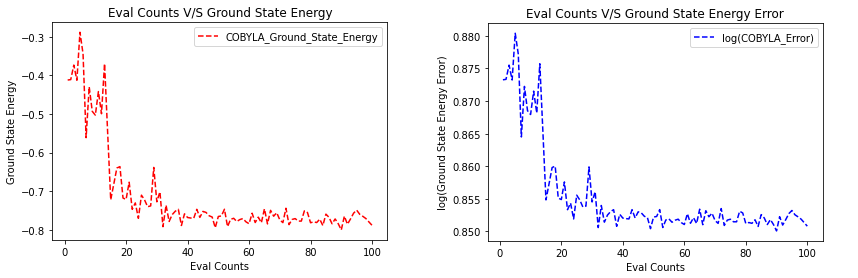 Eval Counts V/S Ground State Energy
COBYLA_Ground_State_Energy
Ground State Energy
−0.3
−0.4
−0.5
−0.6
−0.7
−0.8
0 20 40 60 80 100
Eval Counts
Eval Counts V/S Ground State Energy Error
log(COBYLA_Error)
log(Ground State Energy Error)
0.880
0.875
0.870
0.865
0.860
0.855
0.850
0 20 40 60 80 100
Eval Counts